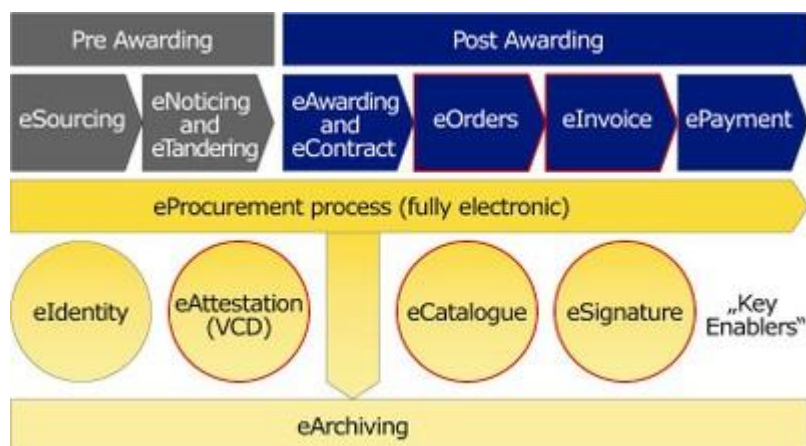 Pre Awarding
Post Awarding
eSourcing
eNoticing
and
eTandering
eAwarding
and
eContract
eOrders
eInvoice
ePayment
eProcurement process (fully electronic)
eIdentity
eAttestation
(VCD)
eCatalogue
eSignature
„Key
Enablers“
eArchiving